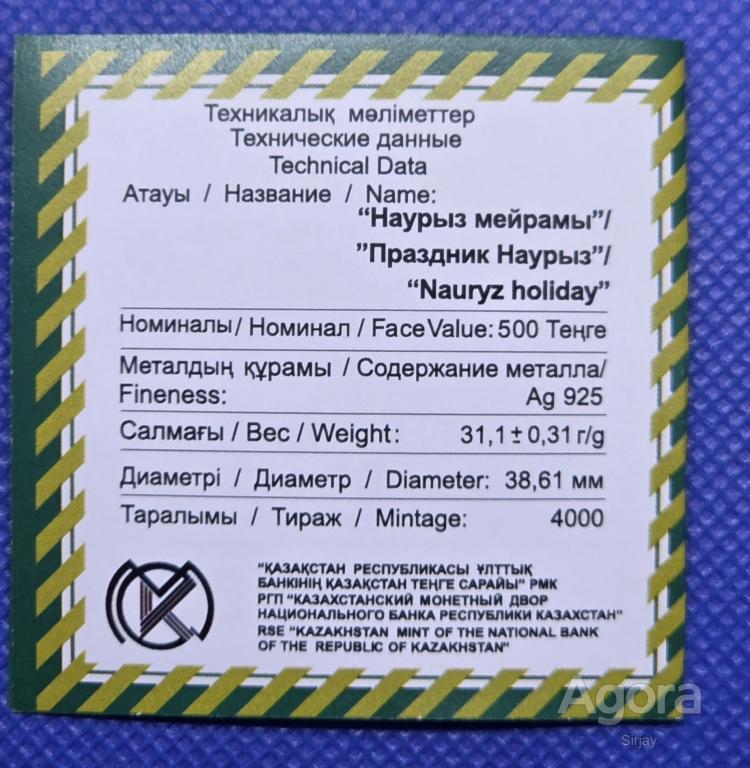 Техникалық мәліметтер
Технические данные
Technical Data
Атауы / Название / Name:
“Наурыз мейрамы”/
”Праздник Наурыз”/
“Nauryz holiday”
Номиналы/ Номинал / Face Value: 500 Теңге
Металдың құрамы / Содержание металла/
Fineness: Ag 925
Салмағы / Вес / Weight: 31,1±0,31 г/g
Диаметрі / Диаметр / Diameter: 38,61 мм
Таралымы / Тираж / Mintage: 4000
“ҚАЗАҚСТАН РЕСПУБЛИКАСЫ ҰЛТТЫҚ
БАНКІНІҢ ҚАЗАҚСТАН ТЕҢГЕ САРАЙЫ” РМК
РГП “КАЗАХСТАНСКИЙ МОНЕТНЫЙ ДВОР
НАЦИОНАЛЬНОГО БАНКА РЕСПУБЛИКИ КАЗАХСТАН”
RSE “KAZAKHSTAN MINT OF THE NATIONAL BANK
OF THE REPUBLIC OF KAZAKHSTAN”
Agora
Sirjay